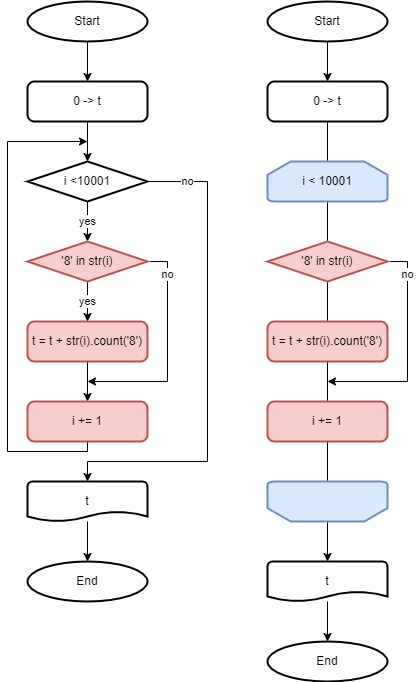 Start
0 -> t
i <10001
no
yes
'8' in str(i)
no
yes
t = t + str(i).count('8')
i += 1
t
End
Start
0 -> t
i < 10001
'8' in str(i)
no
t = t + str(i).count('8')
i += 1
t
End